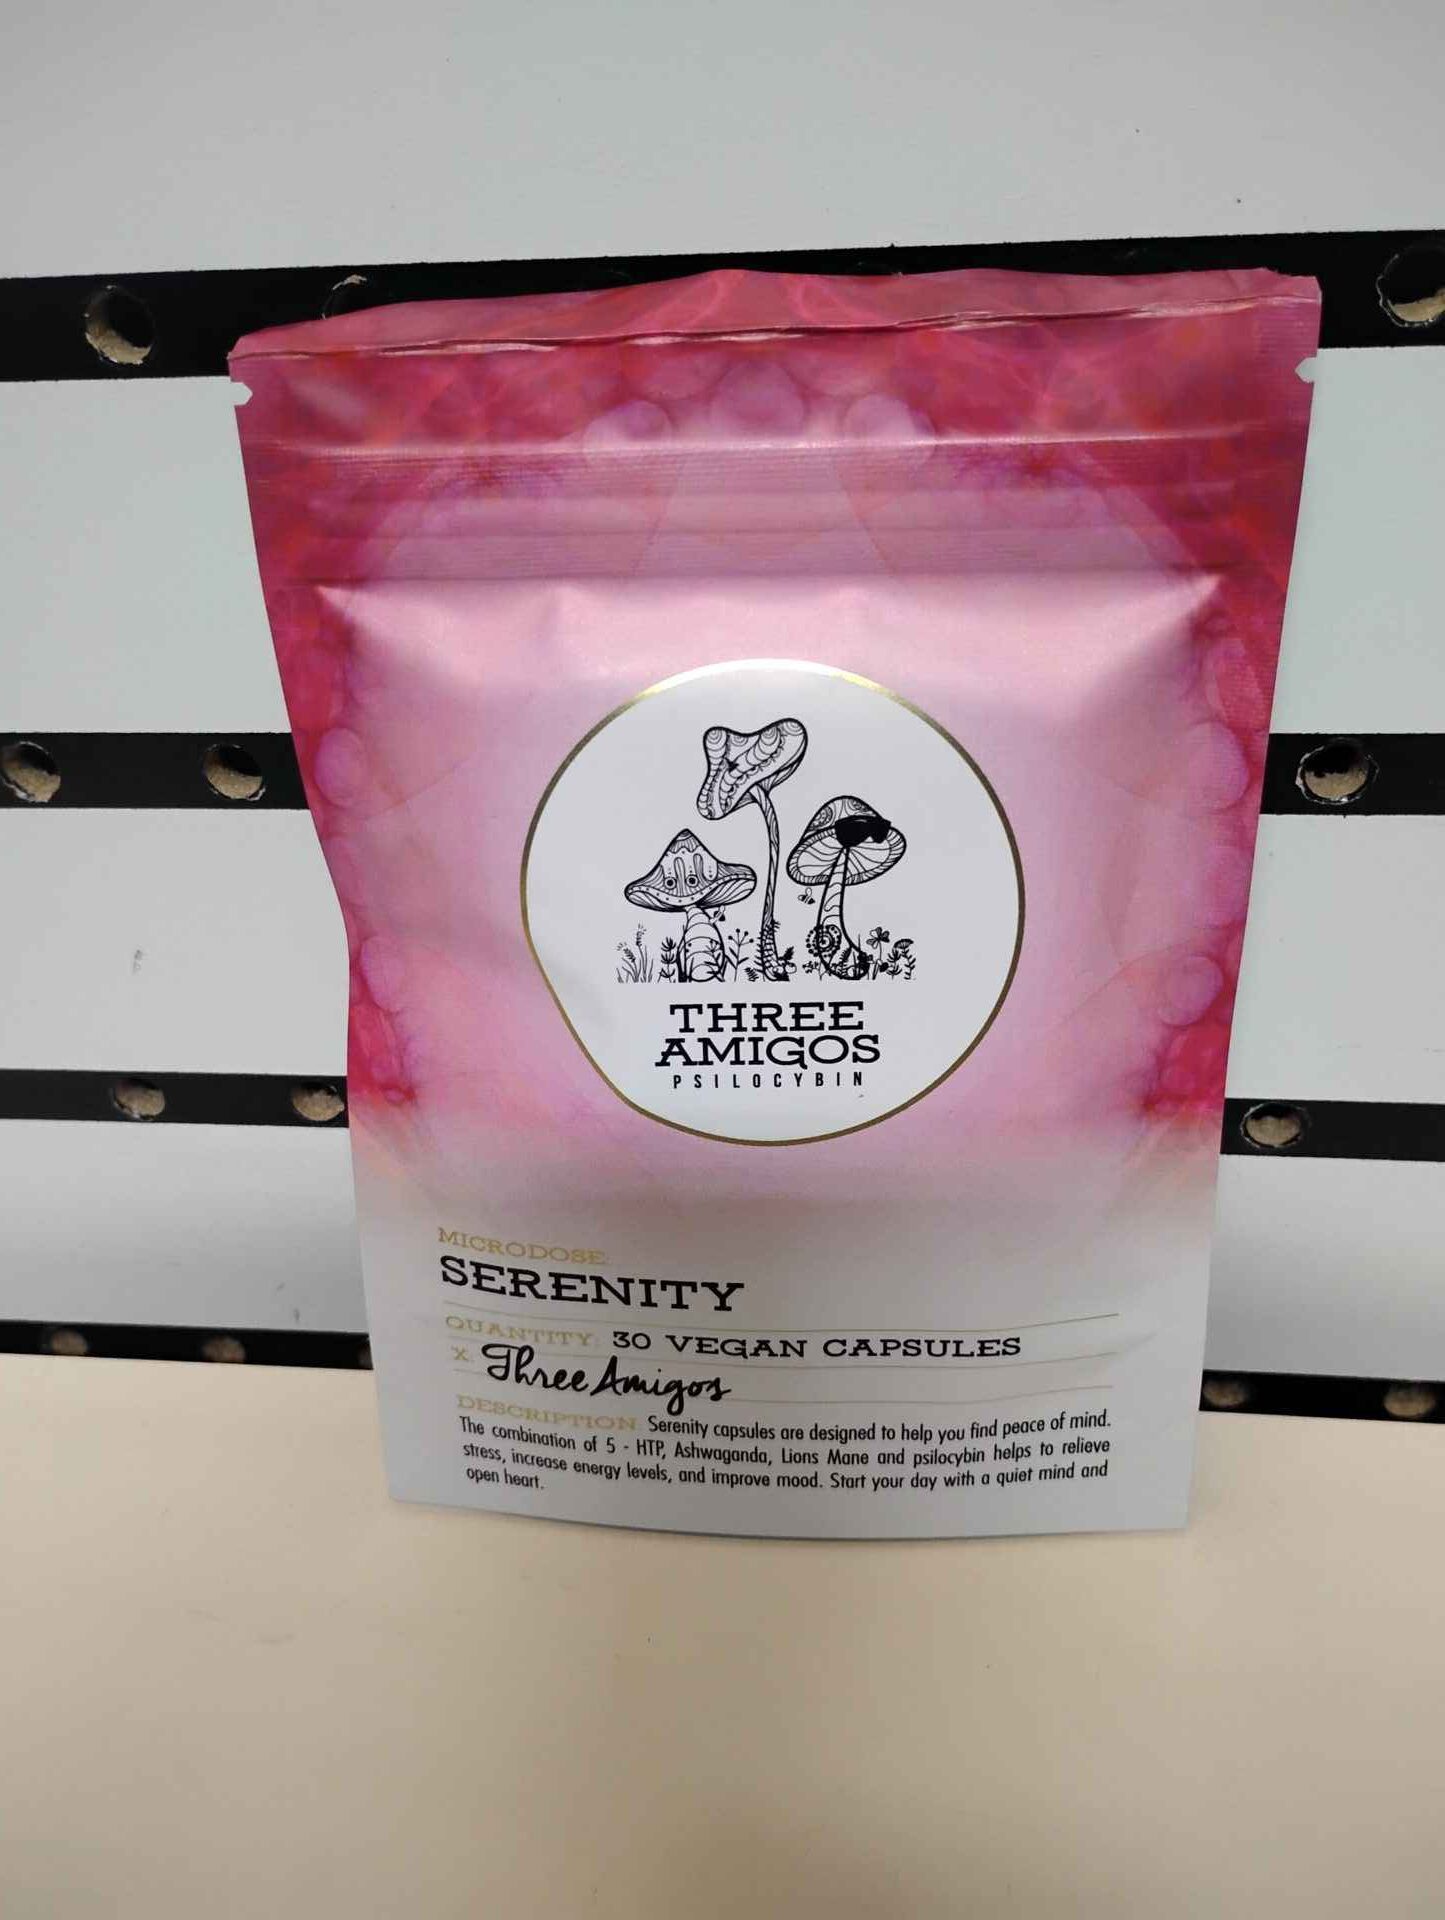 THREE
AMIGOS
PSILOCYBIN
MICRODOSE:
SERENITY
QUANTITY: 30 VEGAN CAPSULES
X. Three Amigos
DESCRIPTION Serenity capsules are designed to help you find peace of mind.
The combination of 5 - HTP, Ashwaganda, Lions Mane and psilocybin helps to relieve
stress, increase energy levels, and improve mood. Start your day with a quiet mind and
open heart.